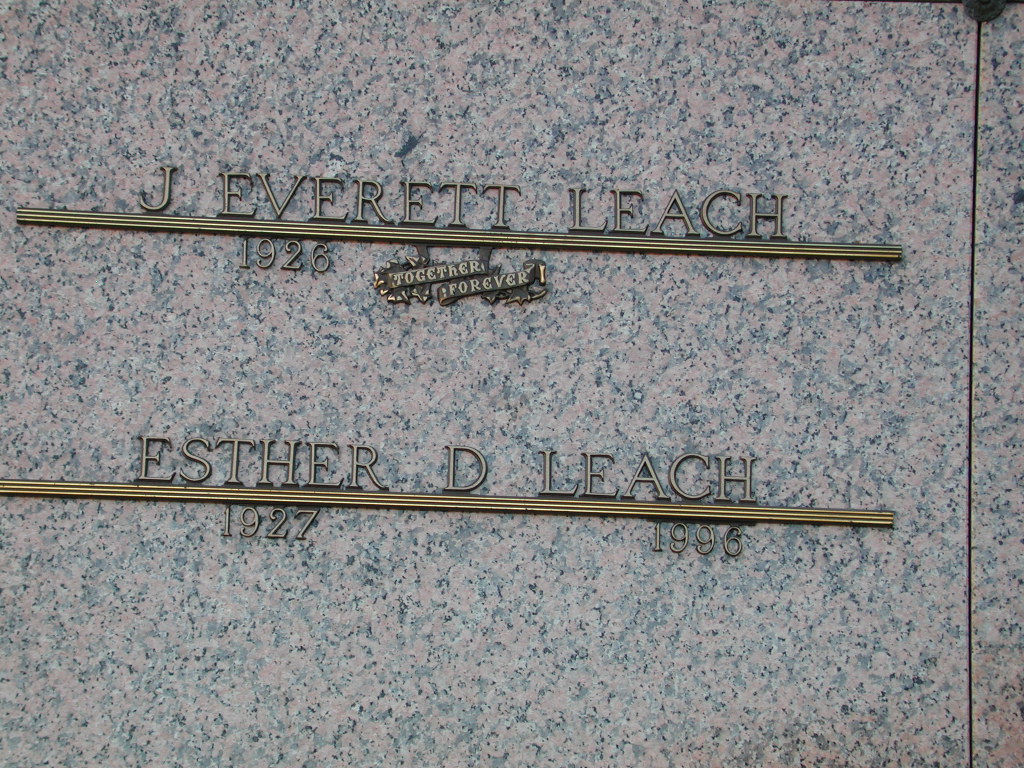 J EVERETT LEACH
1926
TOGETHER
FOREVER
ESTHER D LEACH
1927 1996